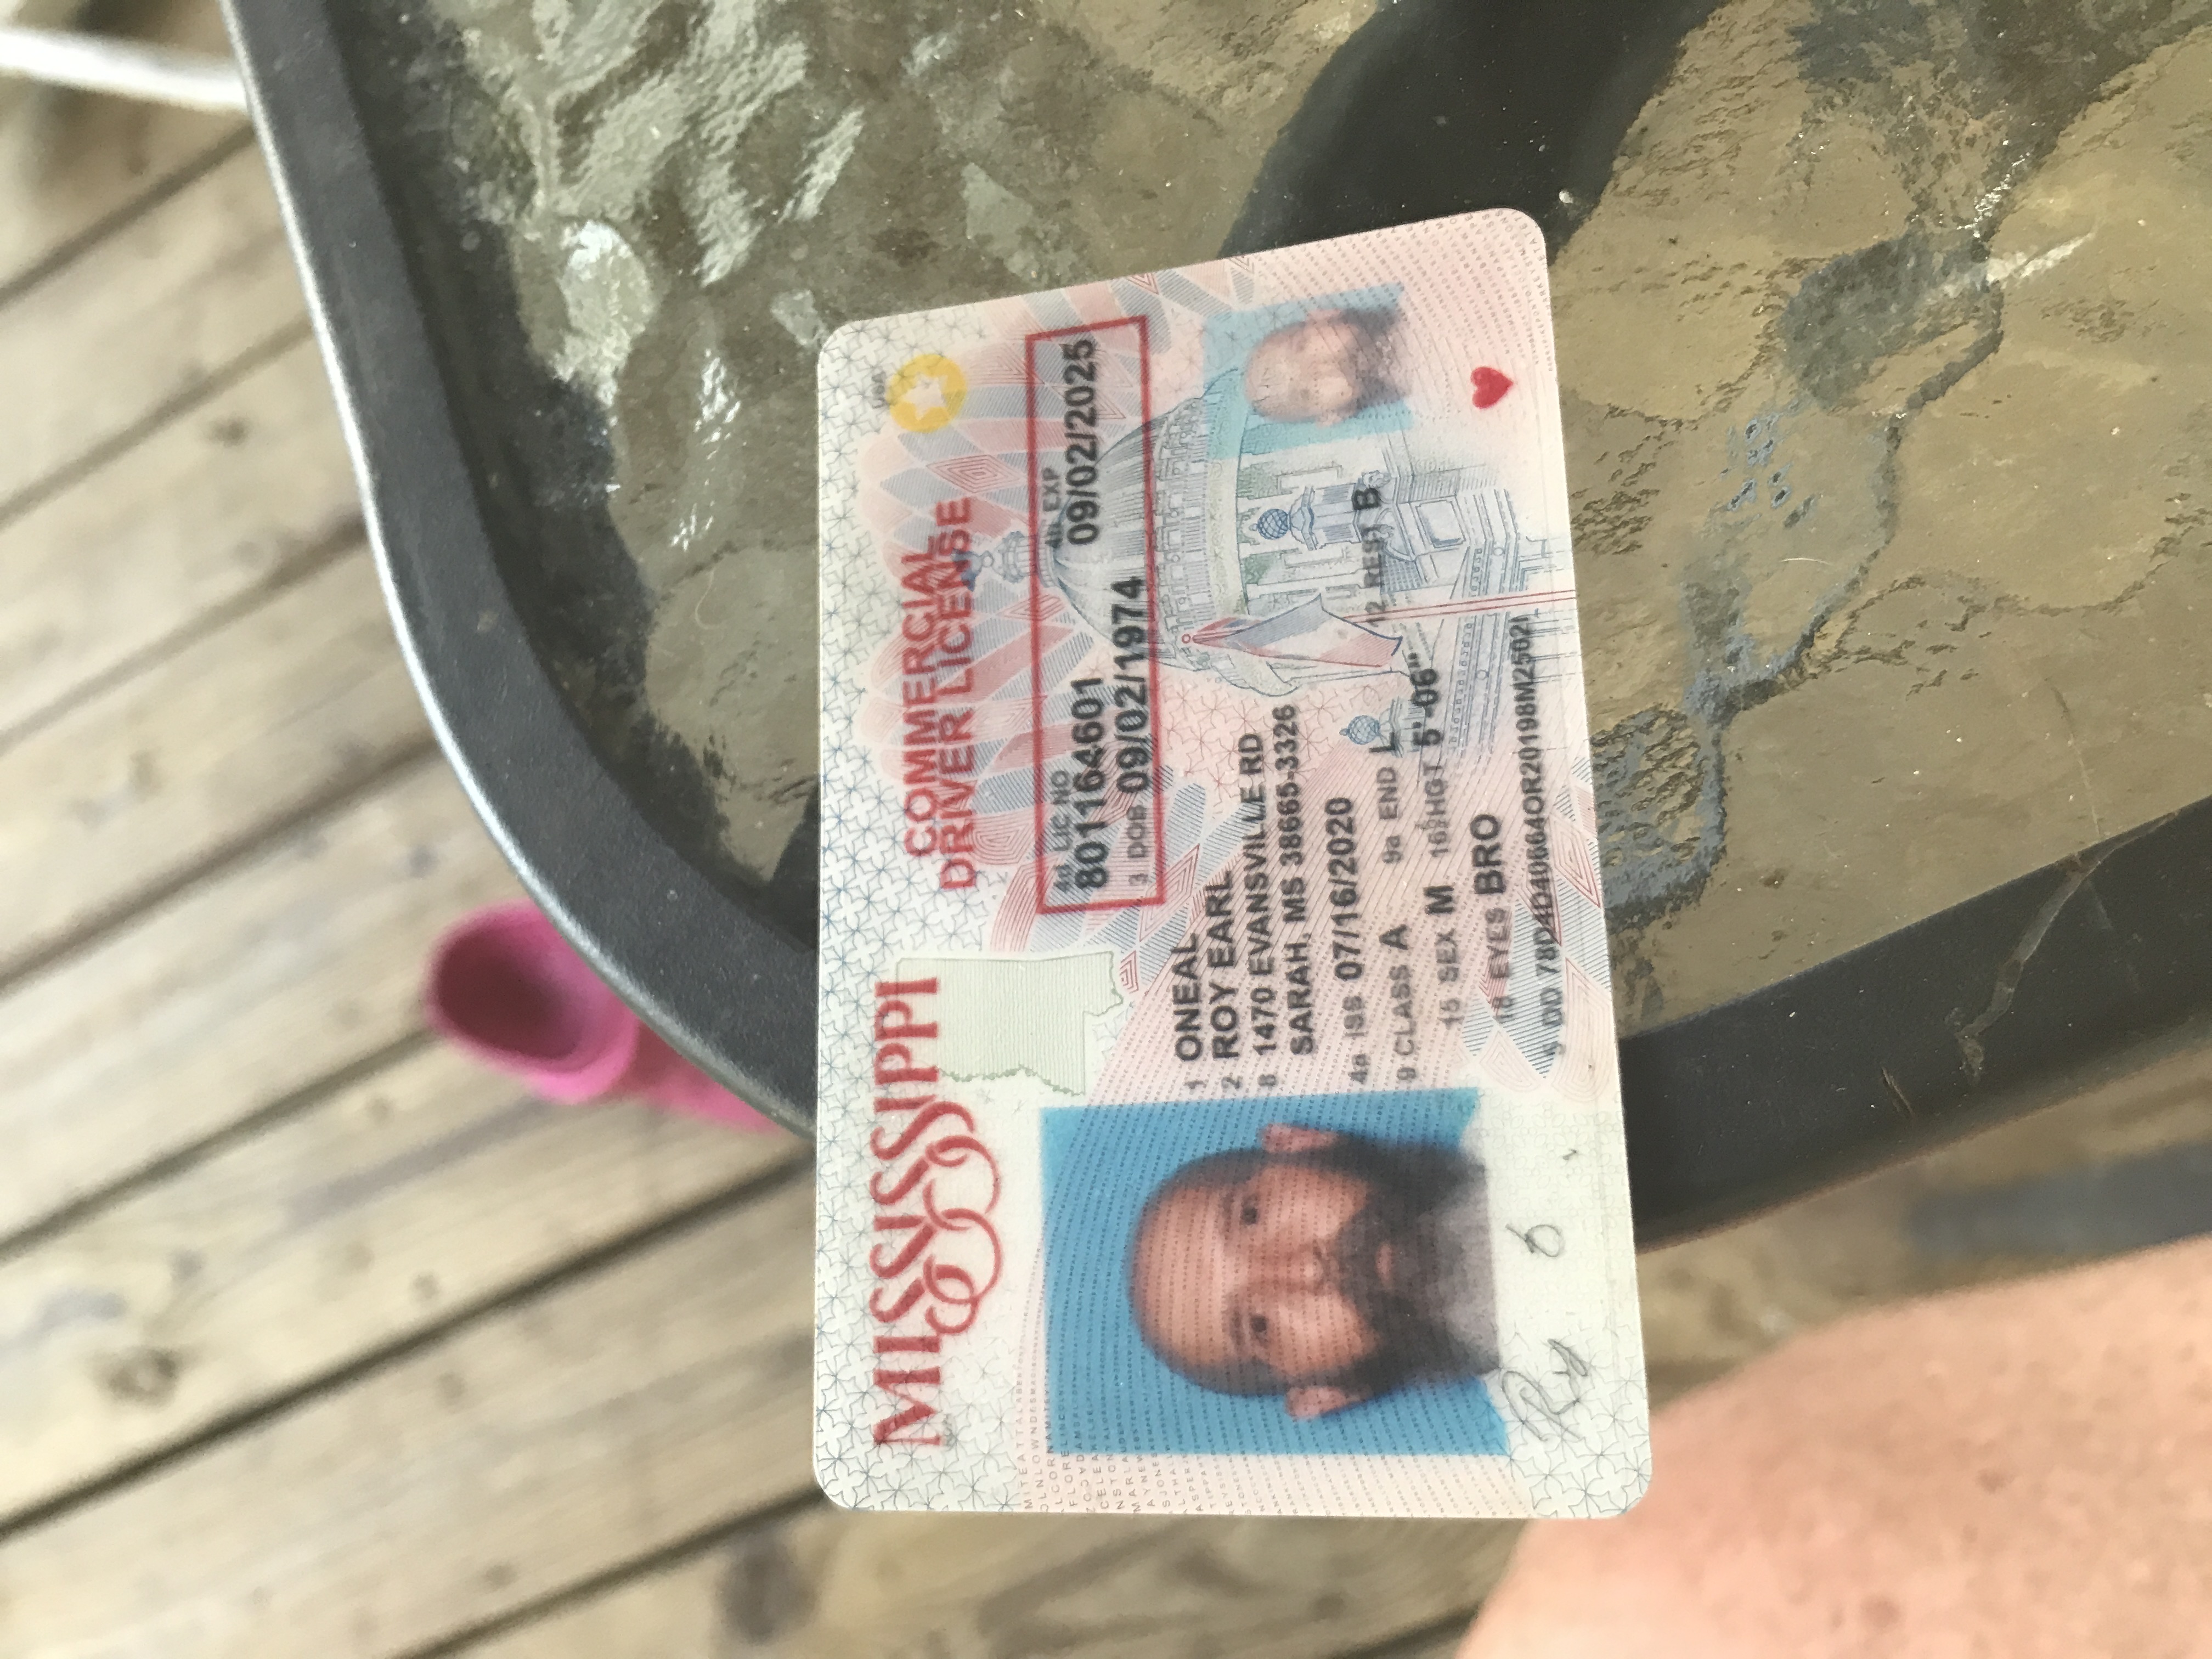 MISSISSIPPI
COMMERCIAL
DRIVER LICENSE
USA
4d LIC NO
4b EXP
801164601
09/02/2025
3 DOB 09/02/1974
1 ONEAL
2 ROY EARL
8 1470 EVANSVILLE RD
SARAH, MS 38665-3326
4a ISS 07/16/2020
9 CLASS A 9a END L 12 REST B
15 SEX M 16 HGT 5'-06"
18 EYES BRO
5 DD